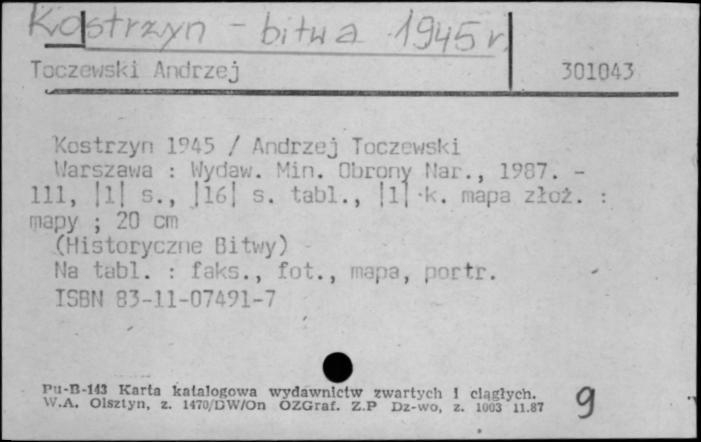 Kostrzyn - bitwa 1945 r.
Toczewski Andrzej 301043
Kostrzyn 1945 / Andrzej Toczewski
Warszawa : Wydaw. Min. Obrony Nar., 1987. -
111, |1| s., |16| s. tabl., |1| k. mapa złoż. :
mapy ; 20 cm
(Historyczne Bitwy)
Na tabl. : faks., fot., mapa, portr.
ISBN 83-11-07491-7
Pu-B-143 Karta katalogowa wydawnictw zwartych i ciągłych.
W.A. Olsztyn, z. 1470/DW/On OZGraf. Z.P Dz-wo, z. 1003 11.87
9